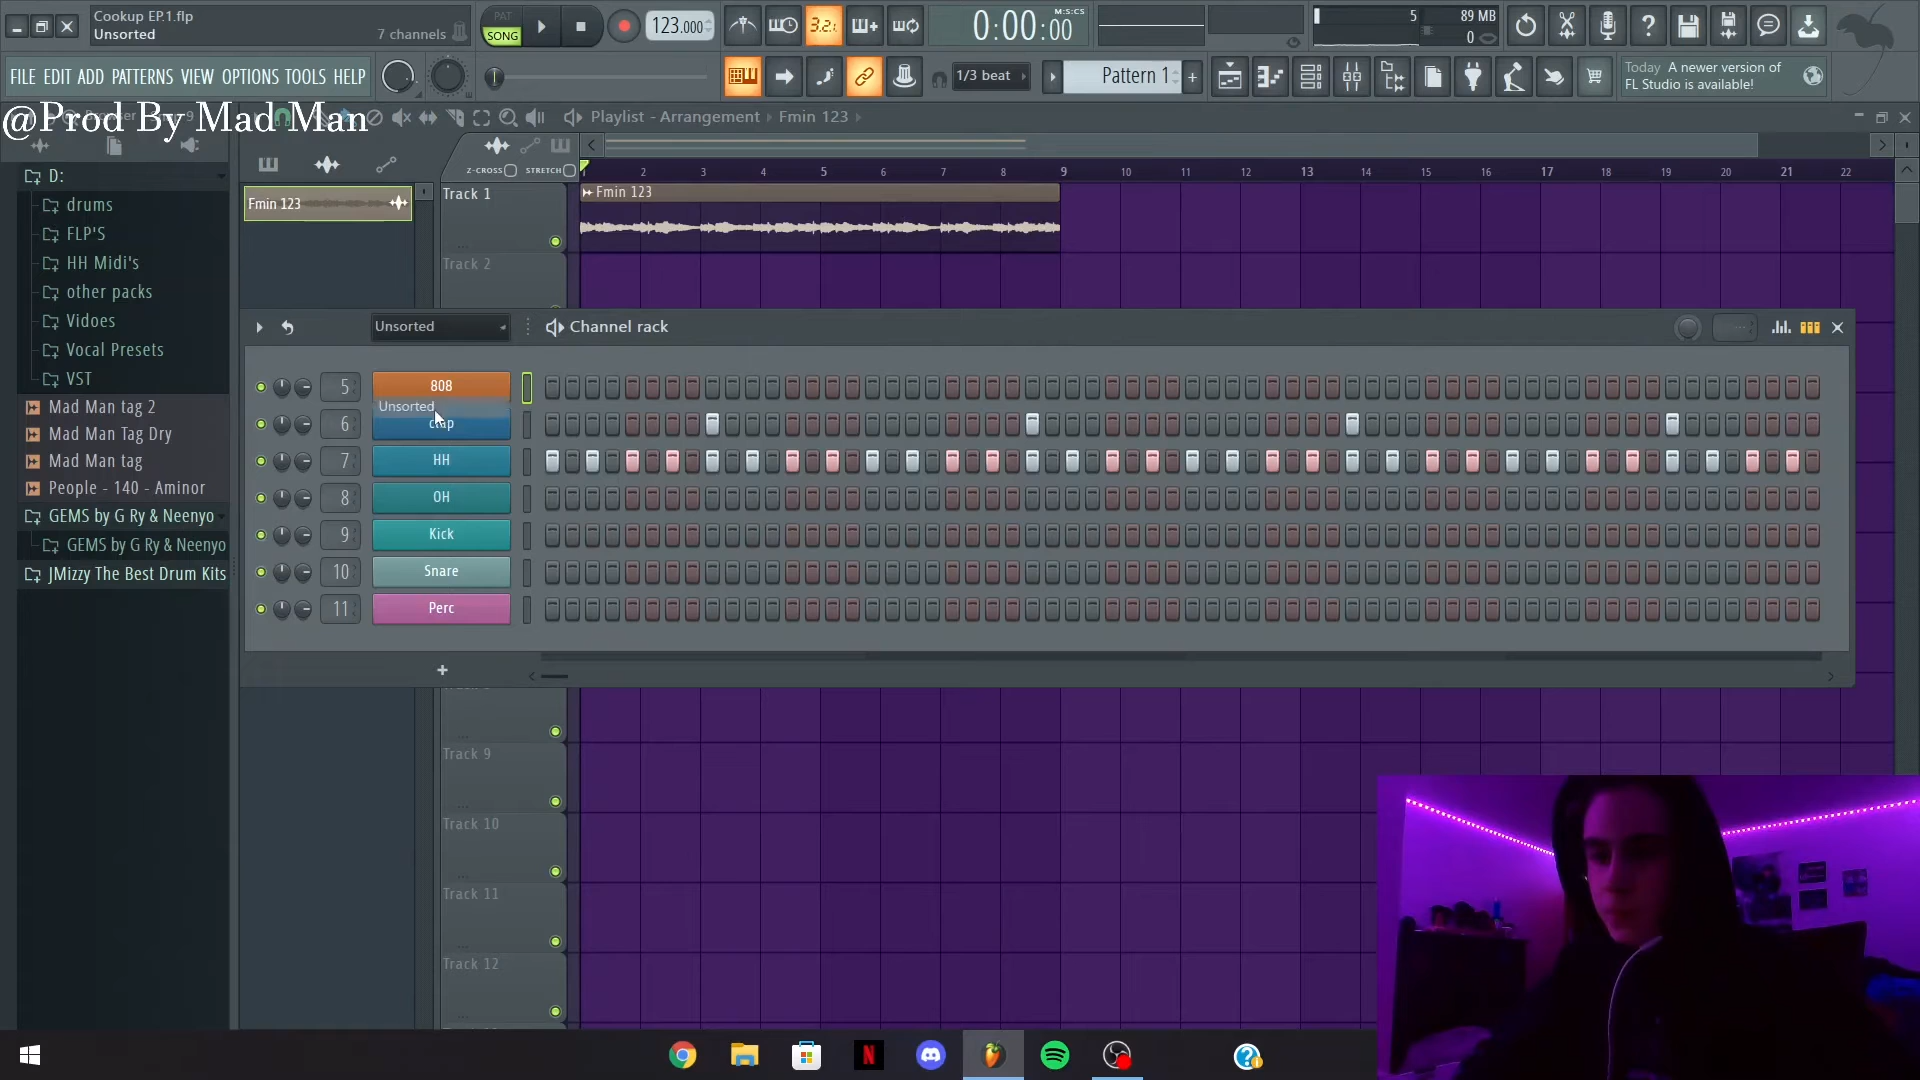 Cookup EP.1.flp
Unsorted
7 channels
PAT
SONG
123.000
3.2.
0:00:00
M:S:CS
5
89 MB
0
FILE EDIT ADD PATTERNS VIEW OPTIONS TOOLS HELP
1/3 beat
Pattern 1
Today A newer version of
FL Studio is available!
@Prod By Mad Man
Playlist - Arrangement
Fmin 123
Z-CROSS
STRETCH
2 3 4 5 6 7 8 9 10 11 12 13 14 15 16 17 18 19 20 21 22
D:
drums
FLP'S
HH Midi's
other packs
Vidoes
Vocal Presets
VST
Mad Man tag 2
Mad Man Tag Dry
Mad Man tag
People - 140 - Aminor
GEMS by G Ry & Neenyo
GEMS by G Ry & Neenyo
JMizzy The Best Drum Kits
Fmin 123
Track 1
Fmin 123
Track 2
Unsorted
Channel rack
5 808
Unsorted
6 clap
7 HH
8 OH
9 Kick
10 Snare
11 Perc
+
Track 9
Track 10
Track 11
Track 12